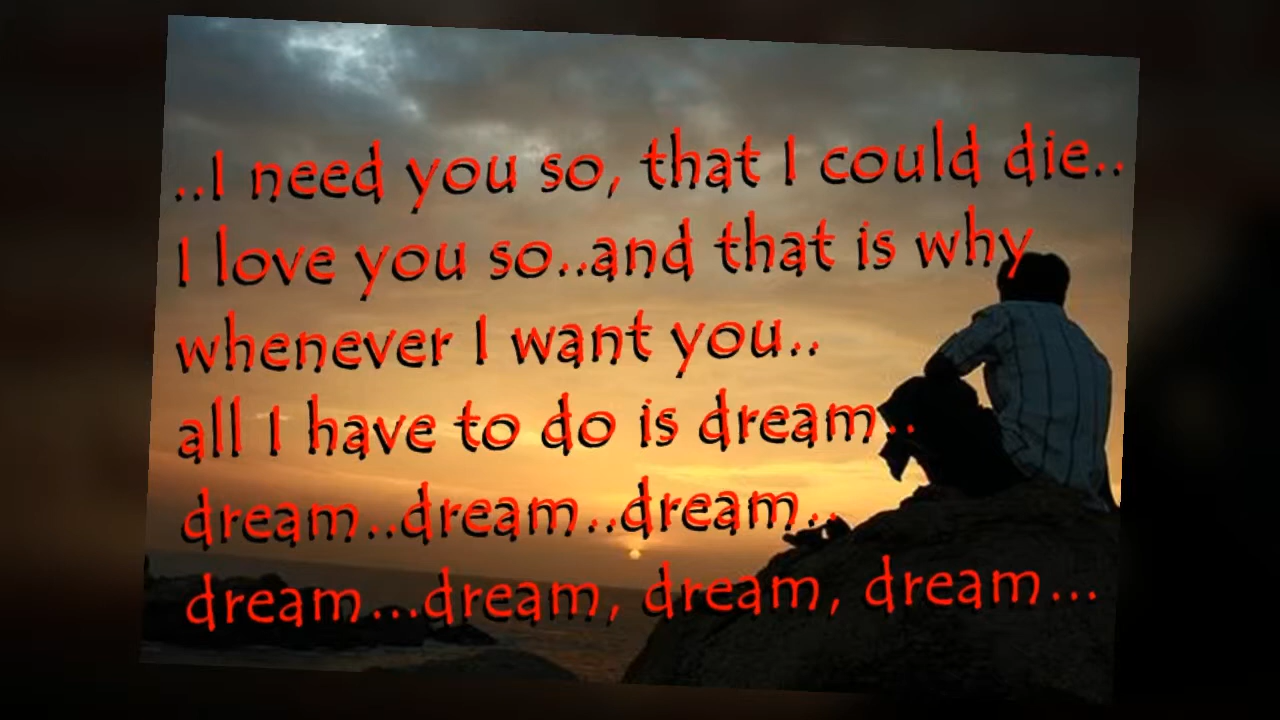 ..I need you so, that I could die..
I love you so..and that is why
whenever I want you..
all I have to do is dream..
dream..dream..dream..
dream...dream, dream, dream...